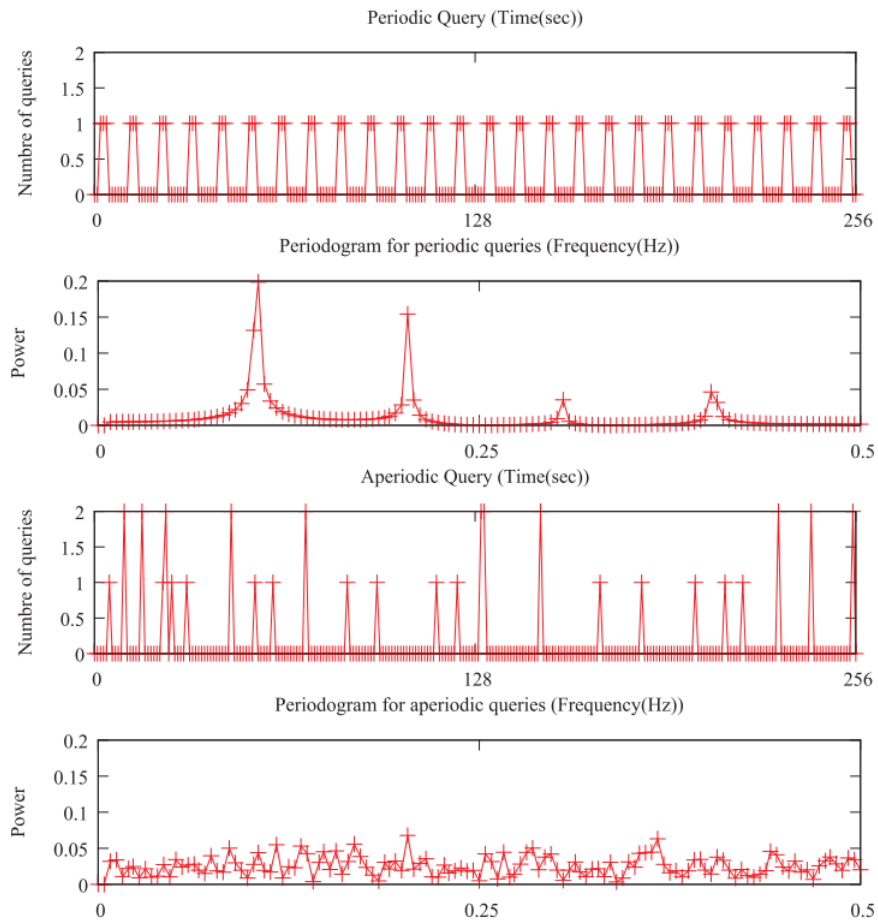 Periodic Query (Time(sec))
Numbre of queries
2
1.5
1
0.5
0
0 128 256
Periodogram for periodic queries (Frequency(Hz))
Power
0.2
0.15
0.1
0.05
0
0 0.25 0.5
Aperiodic Query (Time(sec))
Numbre of queries
2
1.5
1
0.5
0
0 128 256
Periodogram for aperiodic queries (Frequency(Hz))
Power
0.2
0.15
0.1
0.05
0
0 0.25 0.5